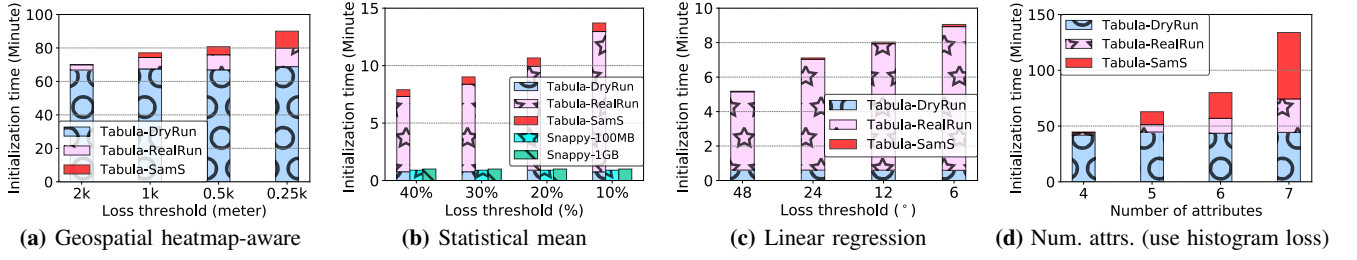 Initialization time (Minute)
100
80
60
40
20
0
Tabula-DryRun
Tabula-RealRun
Tabula-SamS
2k 1k 0.5k 0.25k
Loss threshold (meter)
(a) Geospatial heatmap-aware
Initialization time (Minute)
15
10
5
0
Tabula-DryRun
Tabula-RealRun
Tabula-SamS
Snappy-100MB
Snappy-1GB
40% 30% 20% 10%
Loss threshold (%)
(b) Statistical mean
Initialization time (Minute)
10
8
6
4
2
0
Tabula-DryRun
Tabula-RealRun
Tabula-SamS
48 24 12 6
Loss threshold (°)
(c) Linear regression
Initialization time (Minute)
150
100
50
0
Tabula-DryRun
Tabula-RealRun
Tabula-SamS
4 5 6 7
Number of attributes
(d) Num. attrs. (use histogram loss)